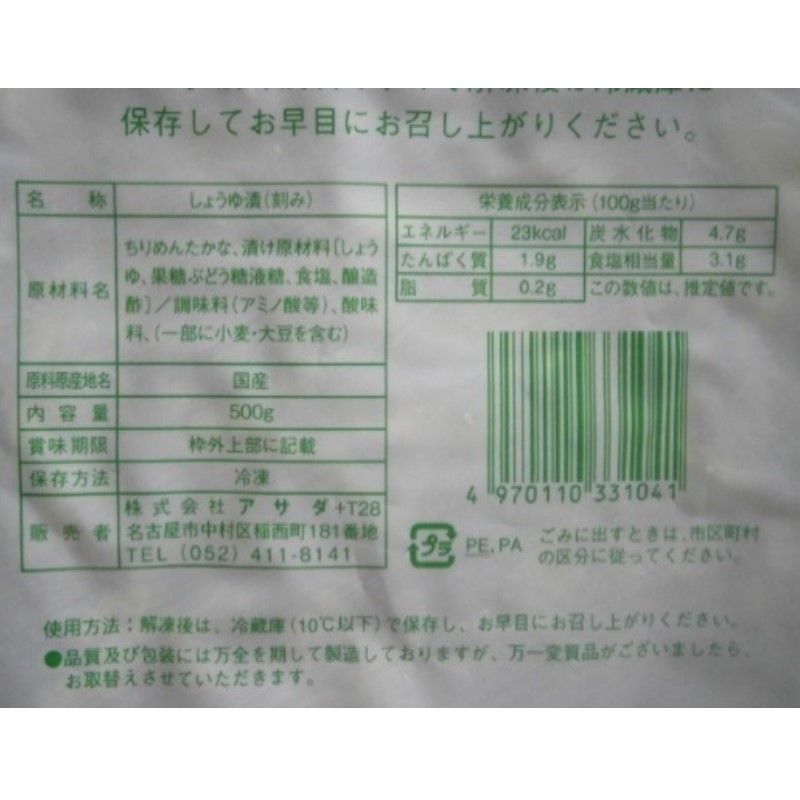 保存してお早目にお召し上がりください。
名称 しょうゆ漬(刻み)
原材料名 ちりめんたかな、漬け原材料[しょうゆ、果糖ぶどう糖液糖、食塩、醸造酢]/調味料(アミノ酸等)、酸味料、(一部に小麦・大豆を含む)
原料原産地名 国産
内容量 500g
賞味期限 枠外上部に記載
保存方法 冷凍
販売者 株式会社アサダ+T28
名古屋市中村区稲西町181番地
TEL(052)411-8141
栄養成分表示(100g当たり)
エネルギー 23kcal 炭水化物 4.7g
たんぱく質 1.9g 食塩相当量 3.1g
脂質 0.2g この数値は、推定値です。
4 970110 331041
プラ PE,PA ごみに出すときは、市区町村
の区分に従ってください。
使用方法:解凍後は、冷蔵庫(10℃以下)で保存し、お早目にお召し上がりください。
●品質及び包装には万全を期して製造しておりますが、万一変質品がございましたら、
お取替えさせていただきます。